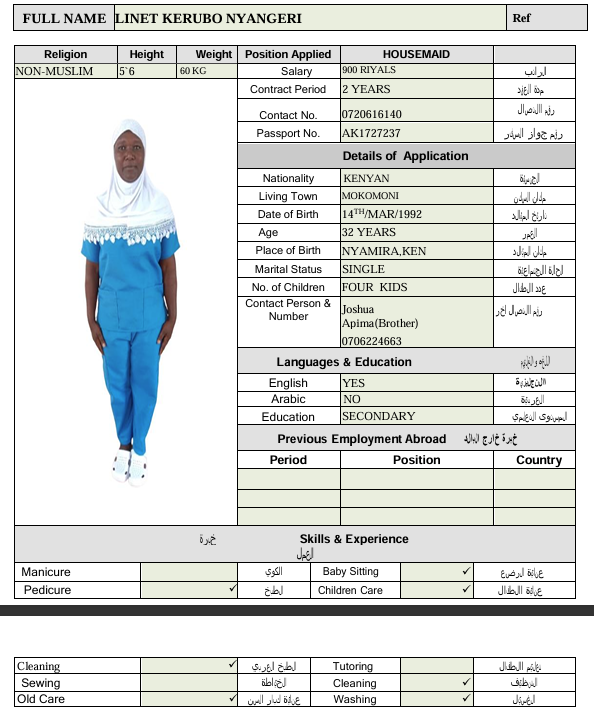 FULL NAME LINET KERUBO NYANGERI Ref
Religion Height Weight Position Applied HOUSEMAID
NON-MUSLIM 5`6 60 KG Salary 900 RIYALS الراتب
Contract Period 2 YEARS مدة العقد
Contact No. 0720616140 رقم الاتصال
Passport No. AK1727237 رقم جواز السفر
Details of Application
Nationality KENYAN الجنسية
Living Town MOKOMONI مكان السكن
Date of Birth 14TH/MAR/1992 تاريخ الميلاد
Age 32 YEARS العمر
Place of Birth NYAMIRA,KEN مكان الميلاد
Marital Status SINGLE الحالة الاجتماعية
No. of Children FOUR KIDS عدد الاطفال
Contact Person & Number Joshua Apima(Brother) 0706224663 رقم الاتصال اخر
Languages & Education
English YES الانجليزية
Arabic NO العربية
Education SECONDARY المستوى التعليمي
Previous Employment Abroad خبرة خارج البلاد
Period Position Country
خبرة Skills & Experience
العمل
Manicure الكوي Baby Sitting ✓ عناية الرضع
Pedicure ✓ لطبخ Children Care ✓ عناية الاطفال
Cleaning ✓ لطبخ العربي Tutoring تعليم الاطفال
Sewing الخياطة Cleaning ✓ التنظيف
Old Care ✓ عناية كبار السن Washing ✓ الغسيل